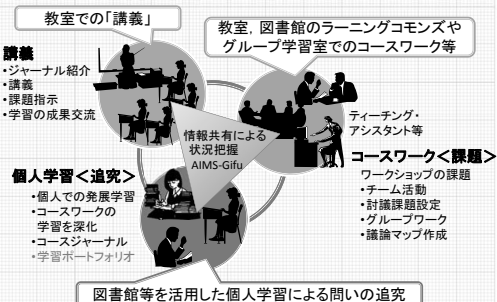 教室での「講義」
教室，図書館のラーニングコモンズや
グループ学習室でのコースワーク等
講義
・ジャーナル紹介
・講義
・課題指示
・学習の成果交流
情報共有による
状況把握
AIMS-Gifu
ティーチング・
アシスタント等
コースワーク＜課題＞
ワークショップの課題
・チーム活動
・討議課題設定
・グループワーク
・議論マップ作成
個人学習＜追究＞
・個人での発展学習
・コースワークの
学習を深化
・コースジャーナル
・学習ポートフォリオ
図書館等を活用した個人学習による問いの追究